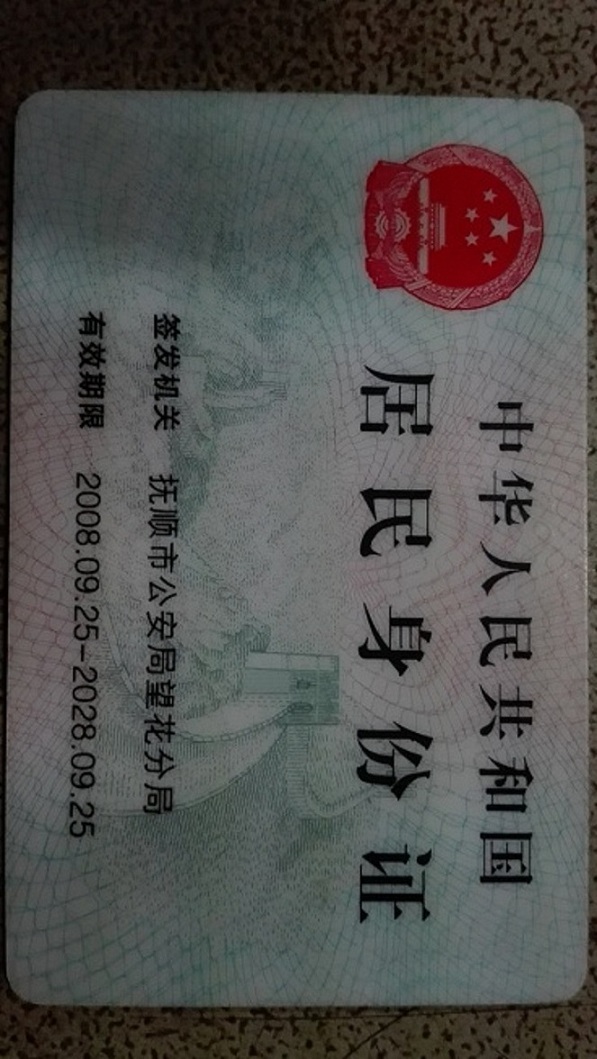 中华人民共和国
居民身份证
签发机关 抚顺市公安局望花分局
有效期限 2008.09.25-2028.09.25